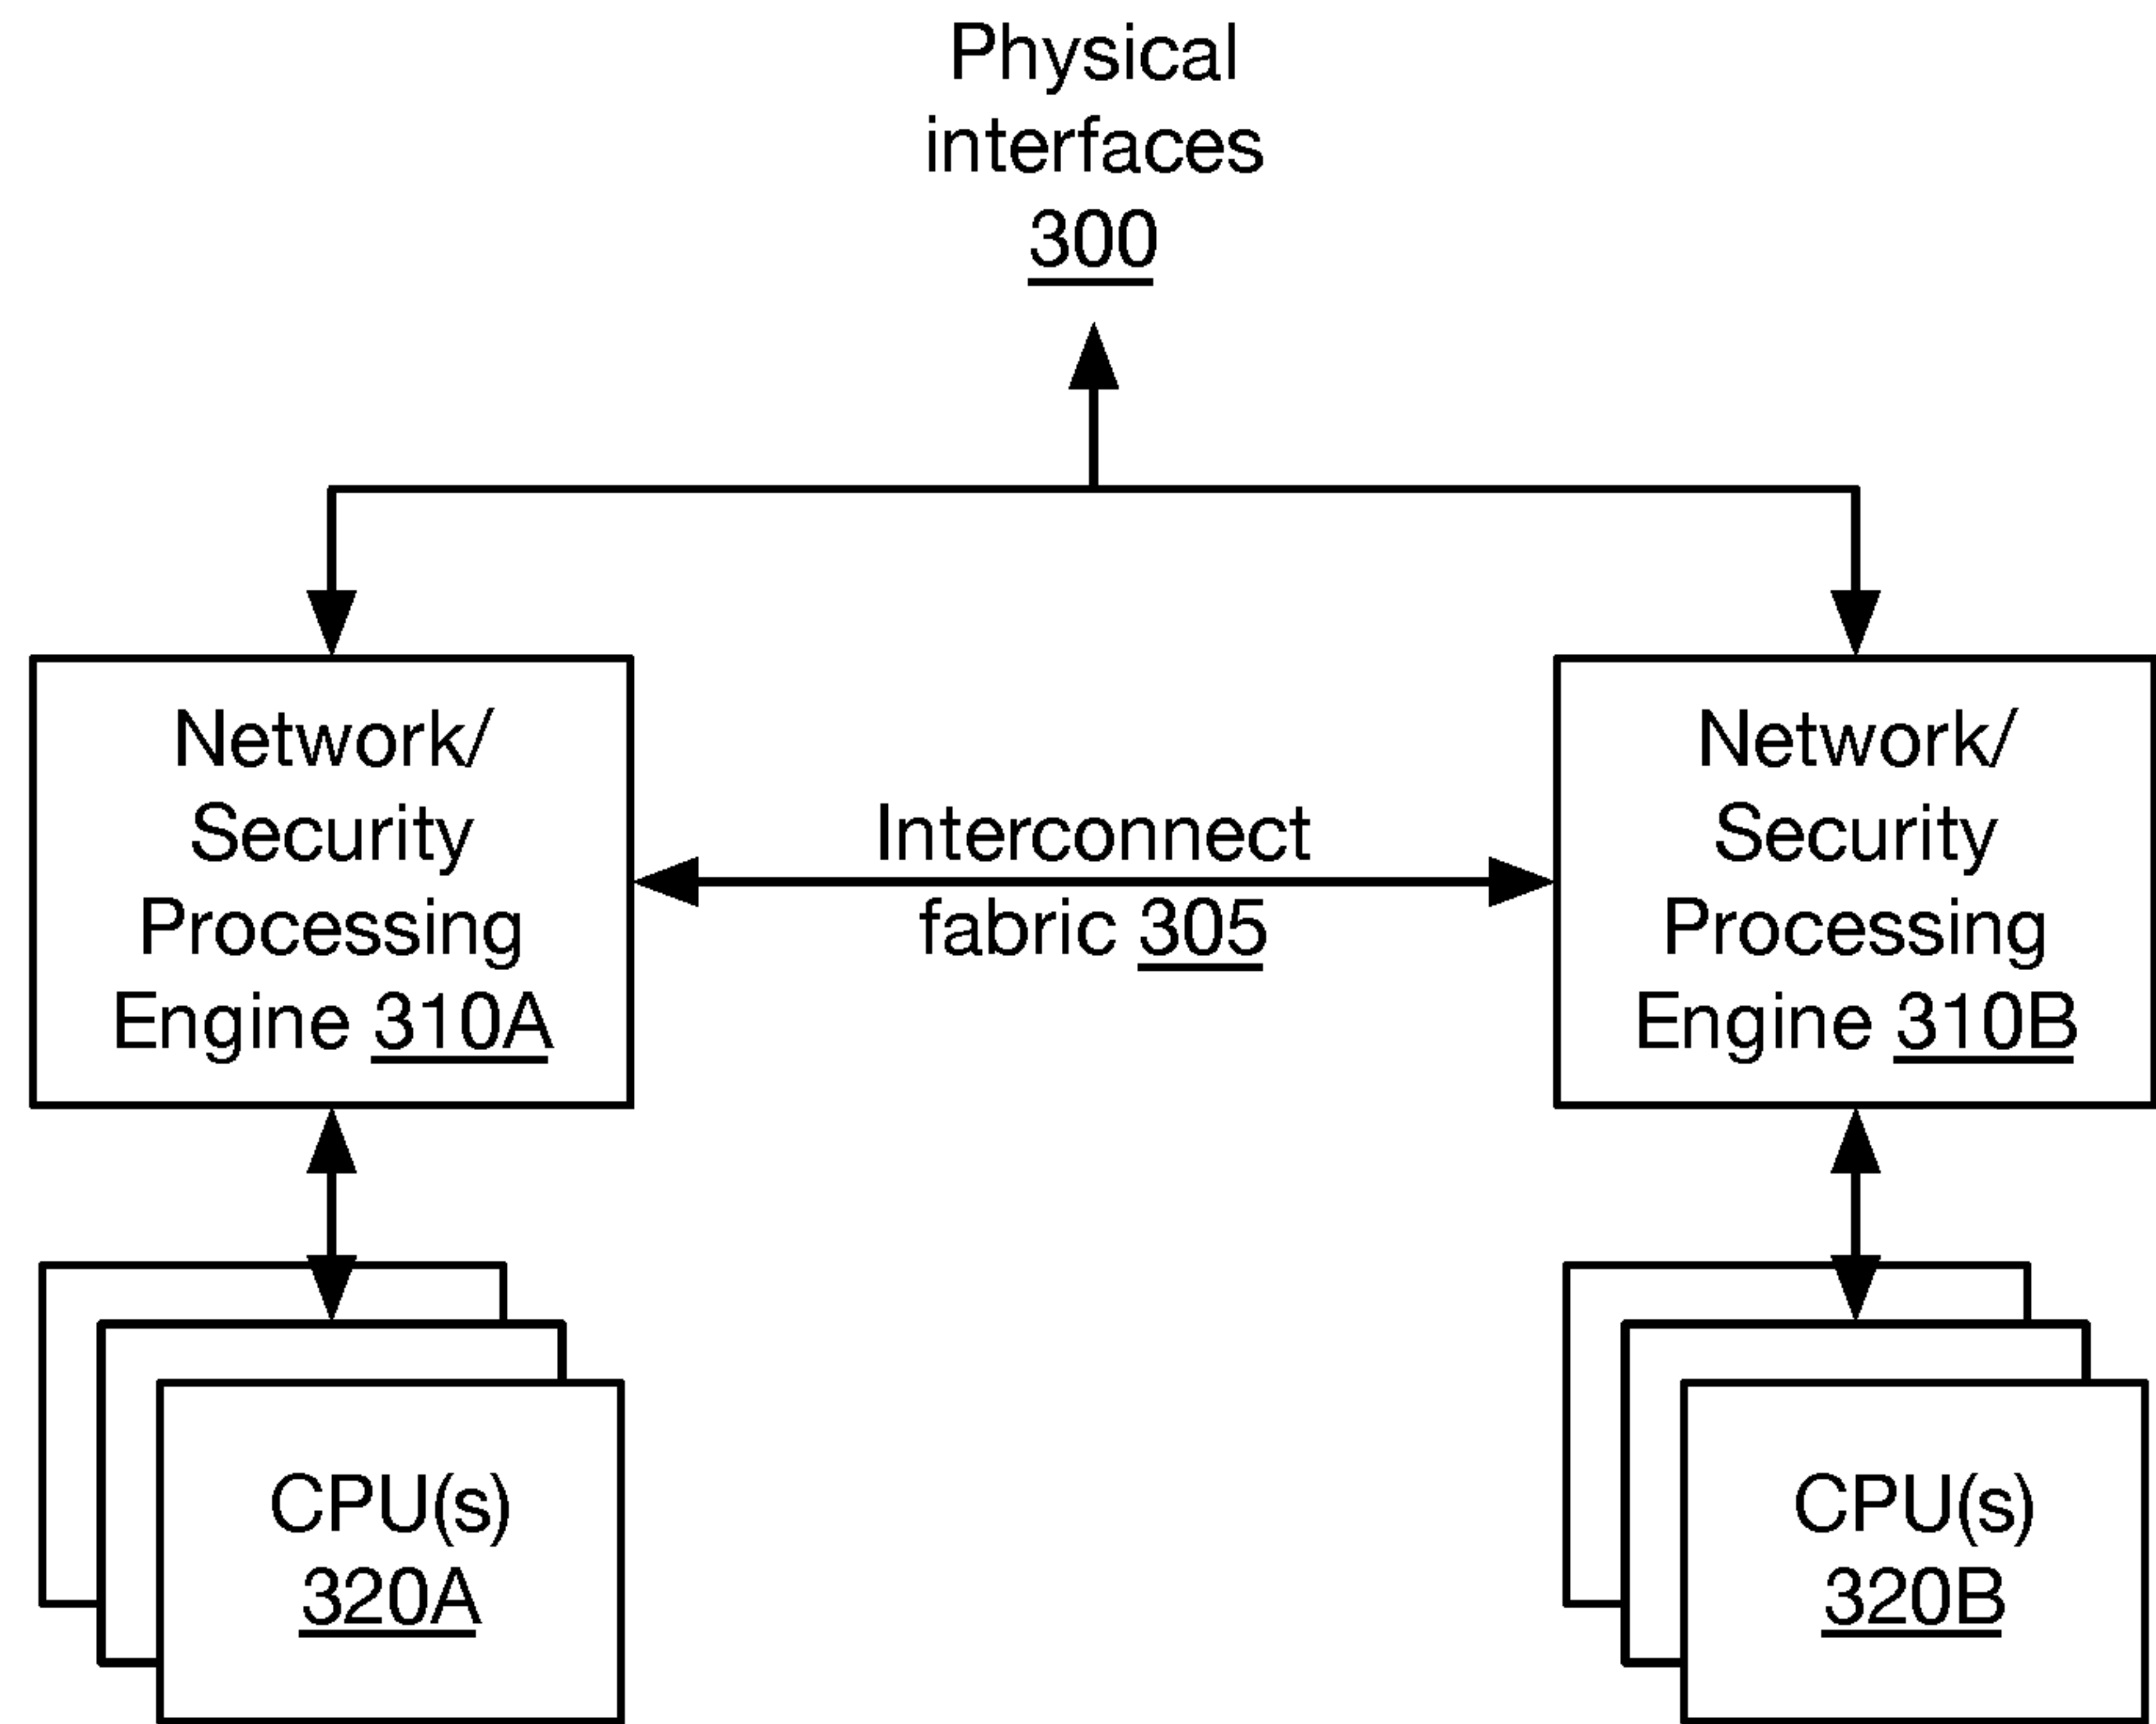 Physical
interfaces
300
Network/
Security
Processing
Engine 310A
Interconnect
fabric 305
Network/
Security
Processing
Engine 310B
CPU(s)
320A
CPU(s)
320B